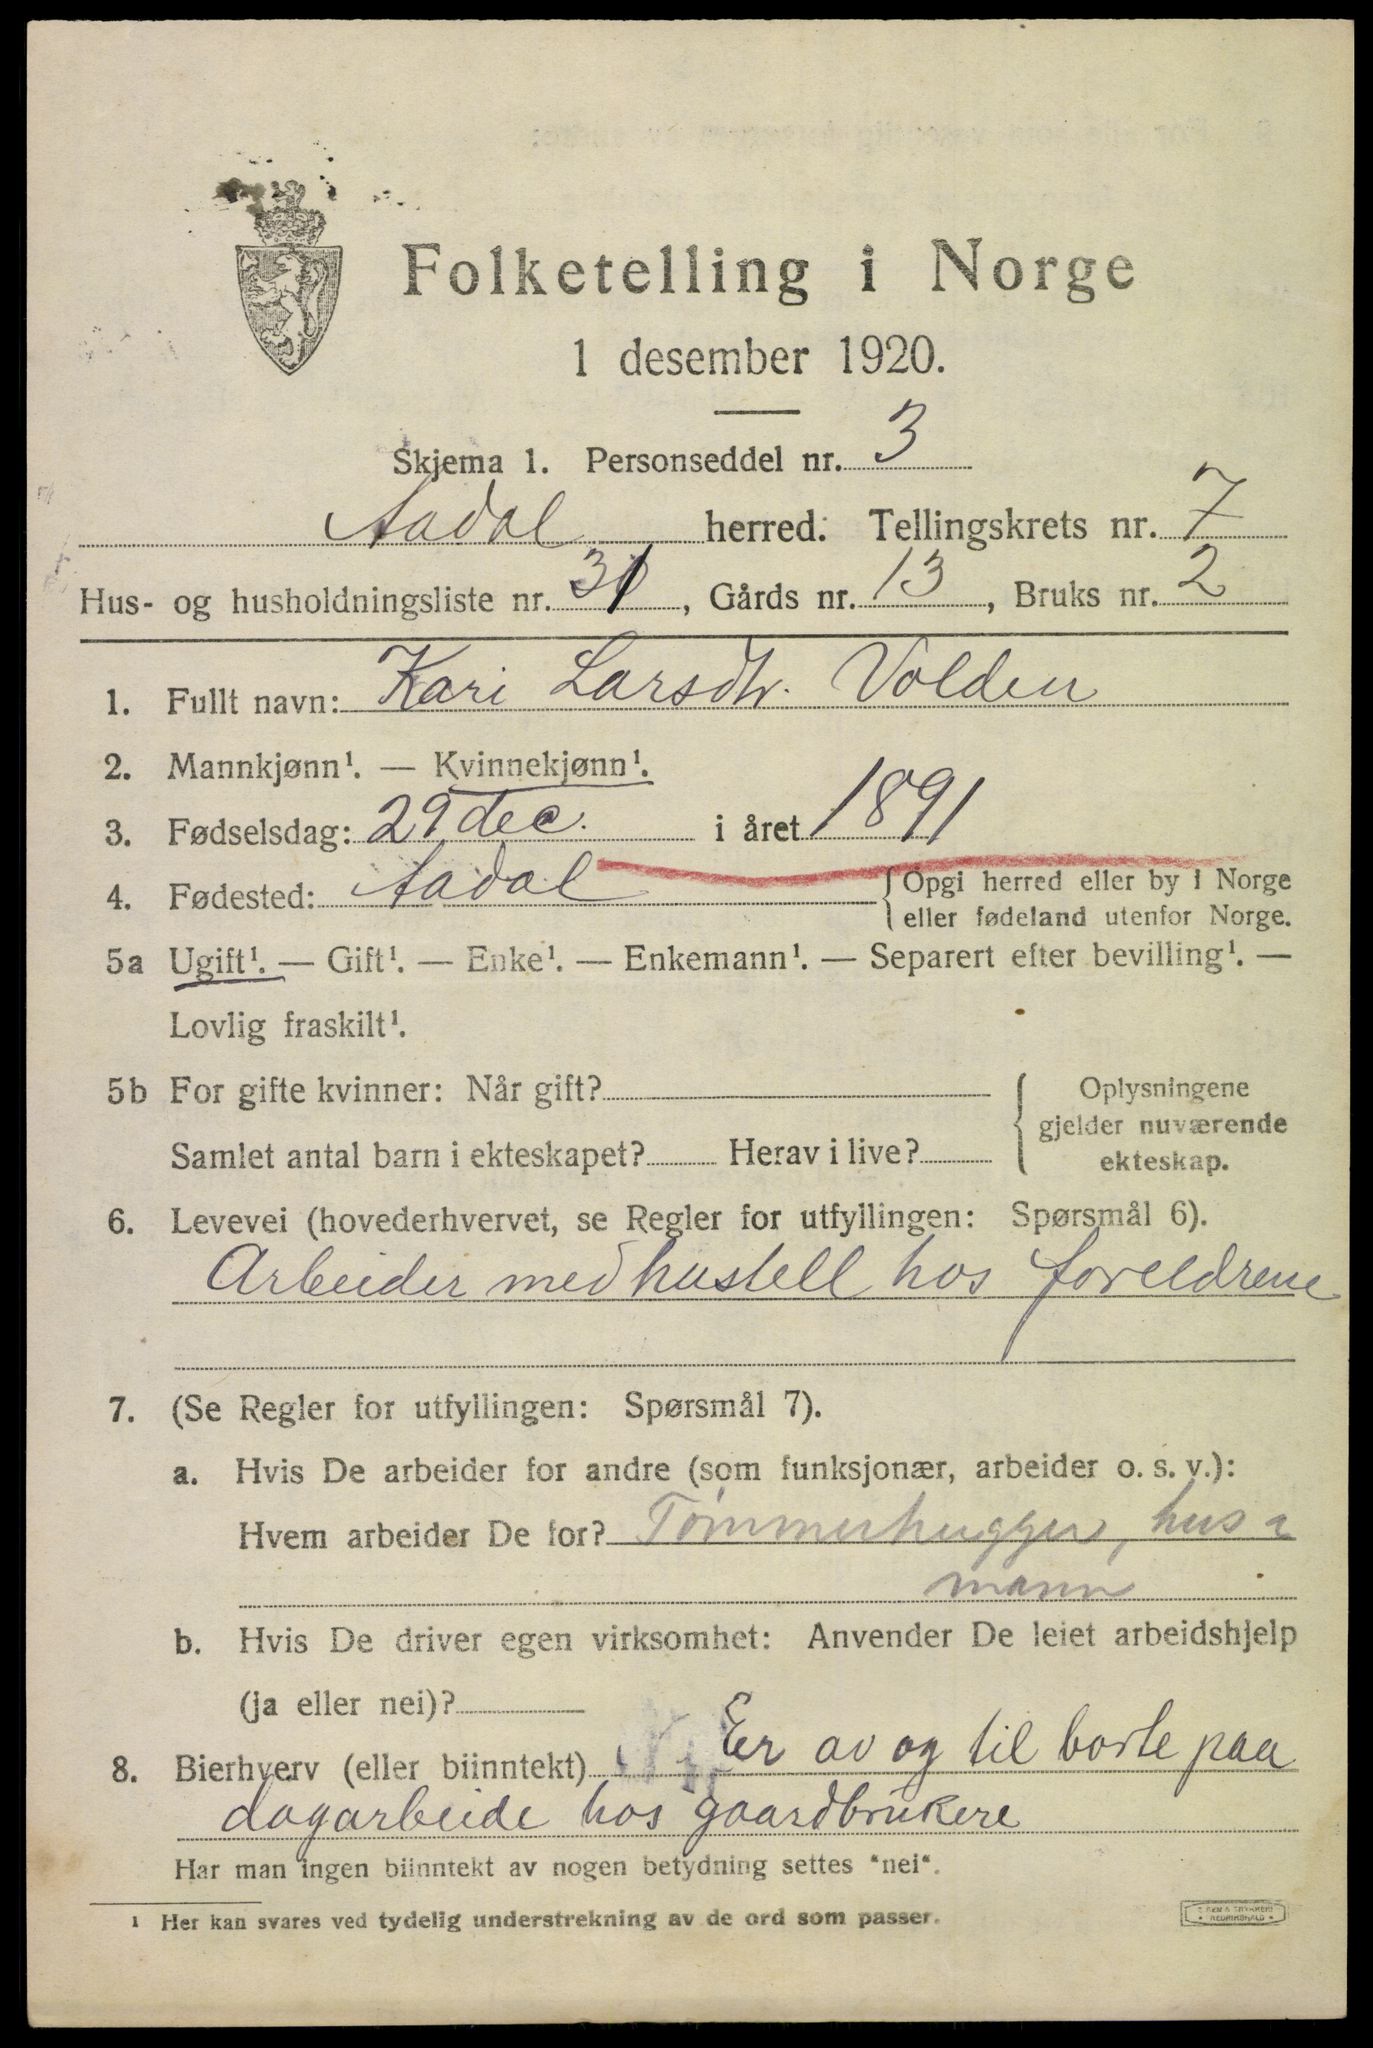 Folketelling i Norge
1 desember 1920.
Skjema 1. Personseddel nr. 3
Aadal herred. Tellingskrets nr. 7
Hus- og husholdningsliste nr. 31, Gårds nr. 13, Bruks nr. 2
1. Fullt navn: Kari Larsdtr. Volden
2. Mannkjønn¹. — Kvinnekjønn¹.
3. Fødselsdag: 29 dec. i året 1891
4. Fødested: Aadal { Opgi herred eller by i Norge
eller fødeland utenfor Norge.
5a Ugift¹. — Gift¹. — Enke¹. — Enkemann¹. — Separert efter bevilling¹. —
Lovlig fraskilt¹.
5b For gifte kvinner: Når gift? { Oplysningene
gjelder nuværende
Samlet antal barn i ekteskapet? Herav i live? ekteskap.
6. Levevei (hovederhvervet, se Regler for utfyllingen: Spørsmål 6).
Arbeider med hustell hos foreldrene
7. (Se Regler for utfyllingen: Spørsmål 7).
a. Hvis De arbeider for andre (som funksjonær, arbeider o. s. v.):
Hvem arbeider De for? Tømmerhugger, hus-
mann
b. Hvis De driver egen virksomhet: Anvender De leiet arbeidshjelp
(ja eller nei)?
8. Bierhverv (eller biinntekt) Er av og til borte paa
dagarbeide hos gaardbrukere
Har man ingen biinntekt av nogen betydning settes "nei".
¹ Her kan svares ved tydelig understrekning av de ord som passer.